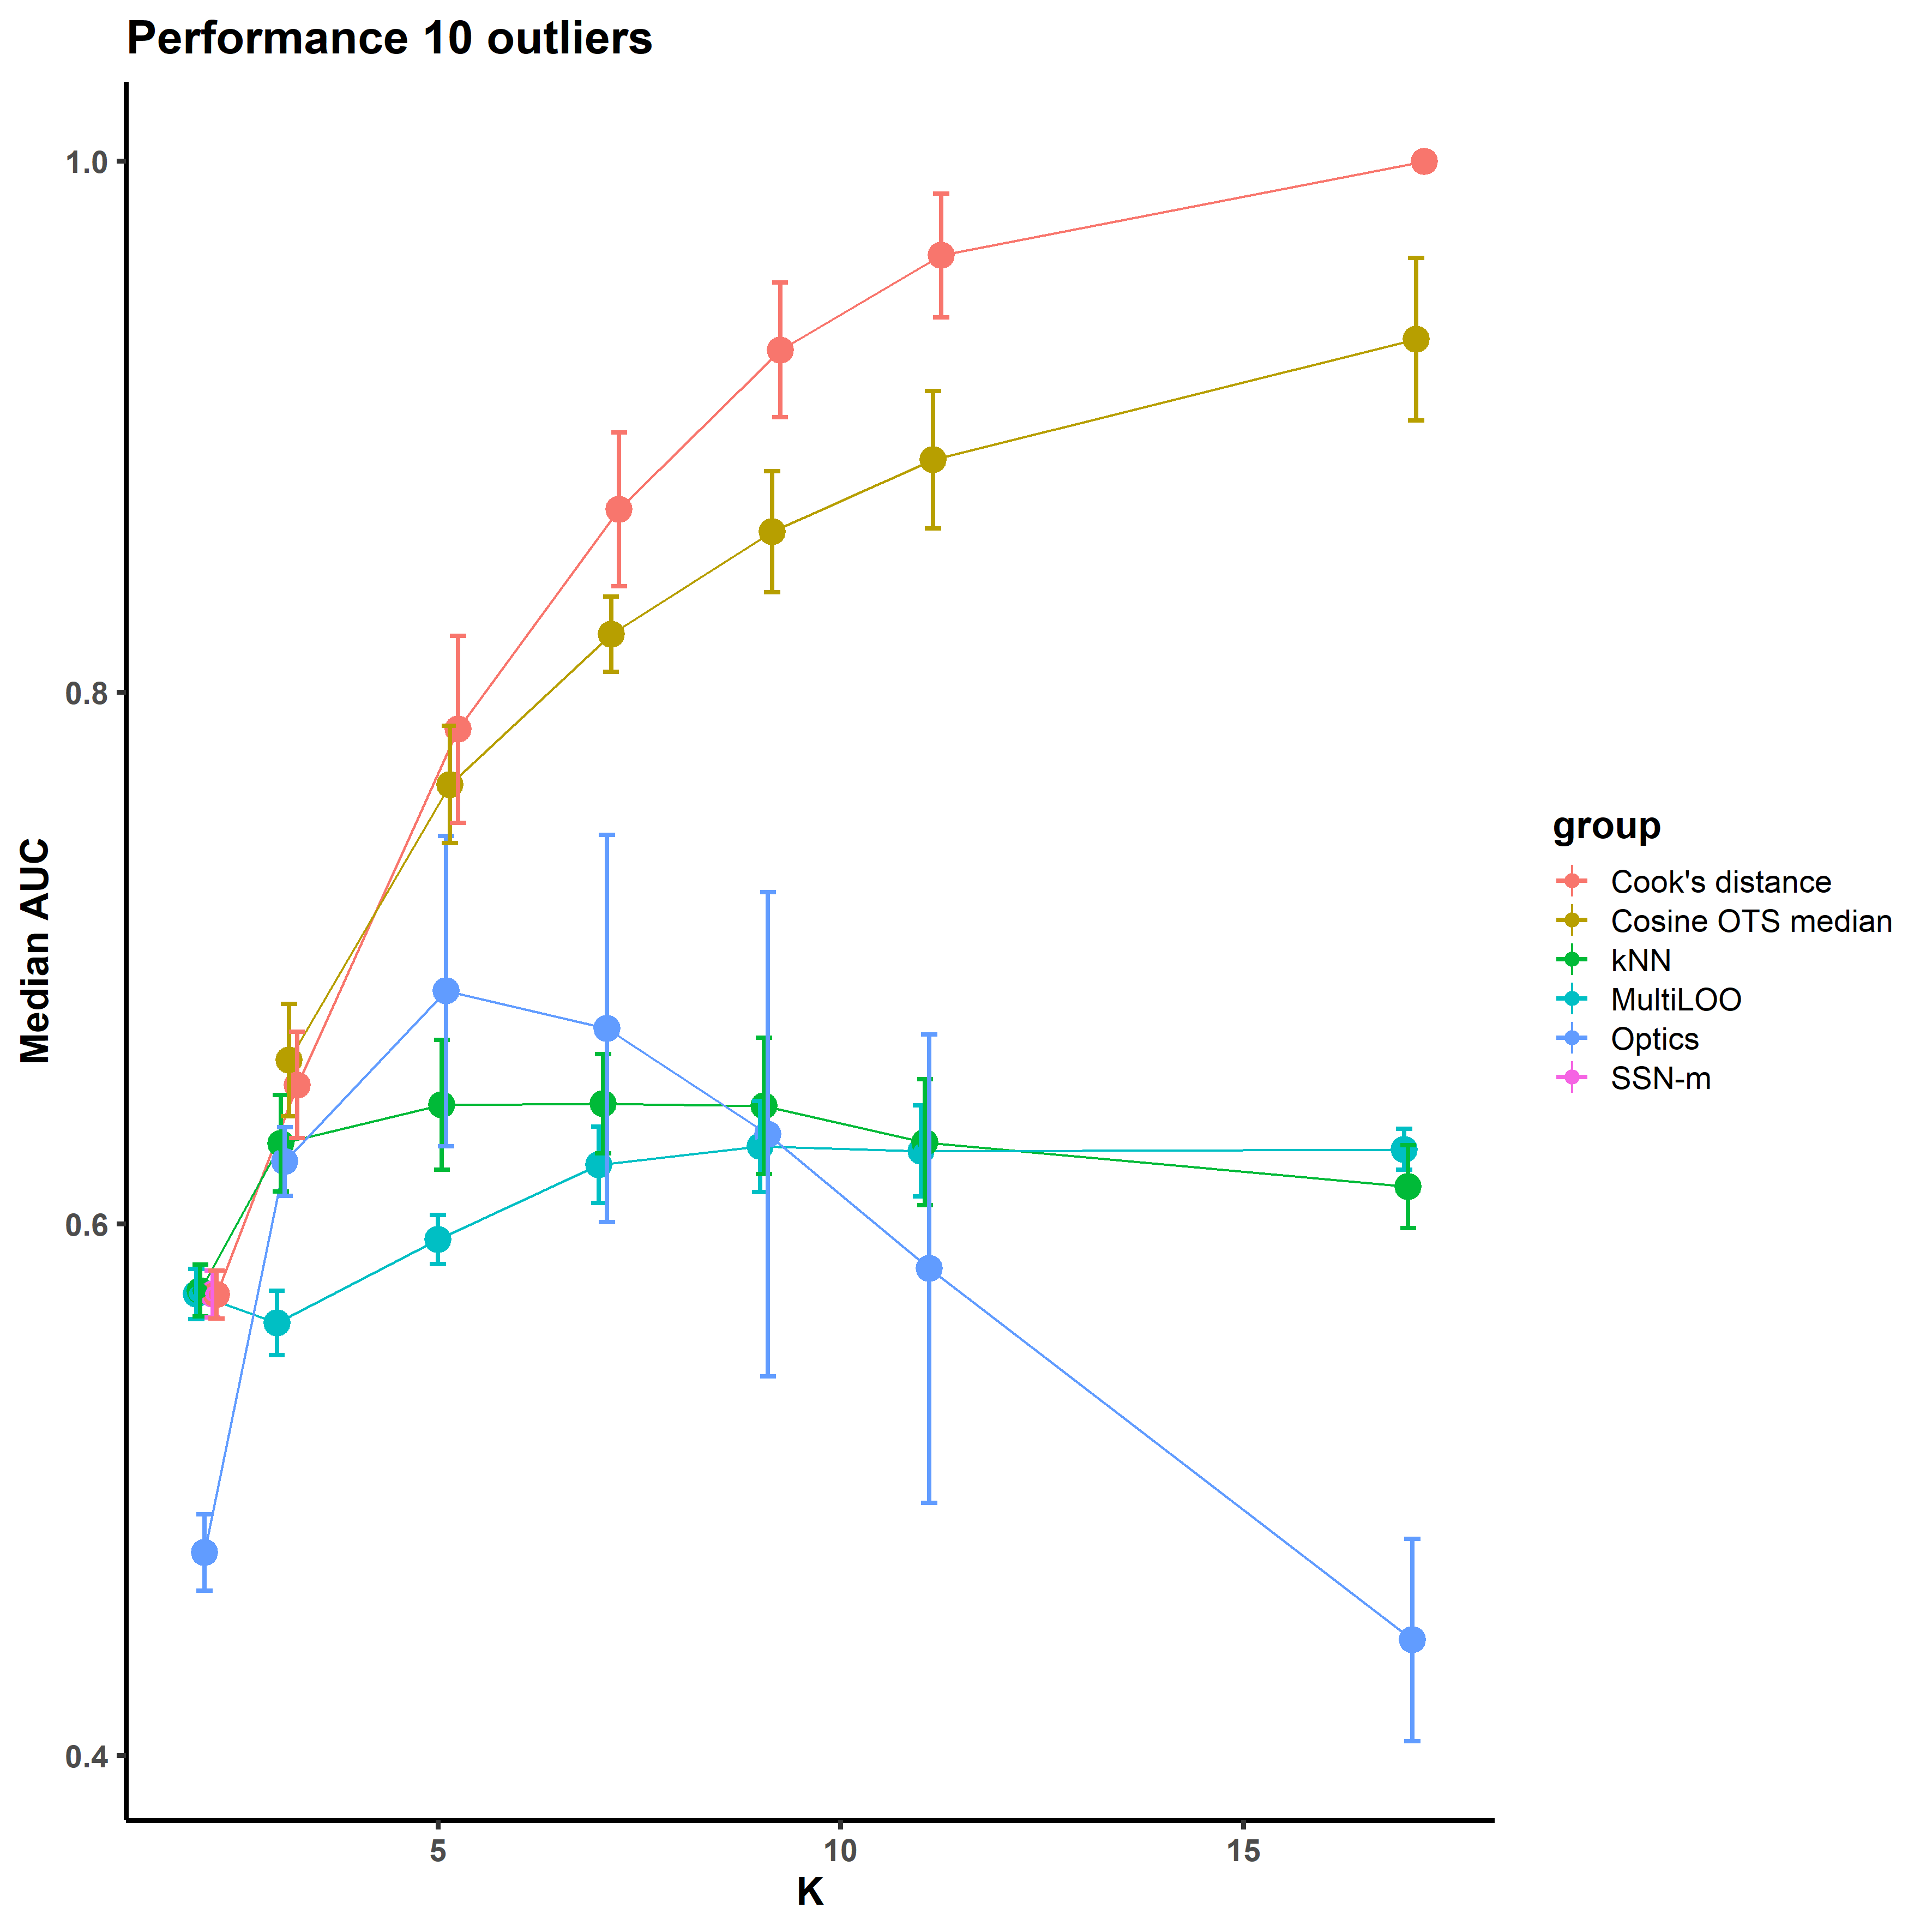 Performance 10 outliers
1.0
0.8
0.6
0.4
Median AUC
5
10
15
K
group
Cook's distance
Cosine OTS median
kNN
MultiLOO
Optics
SSN-m